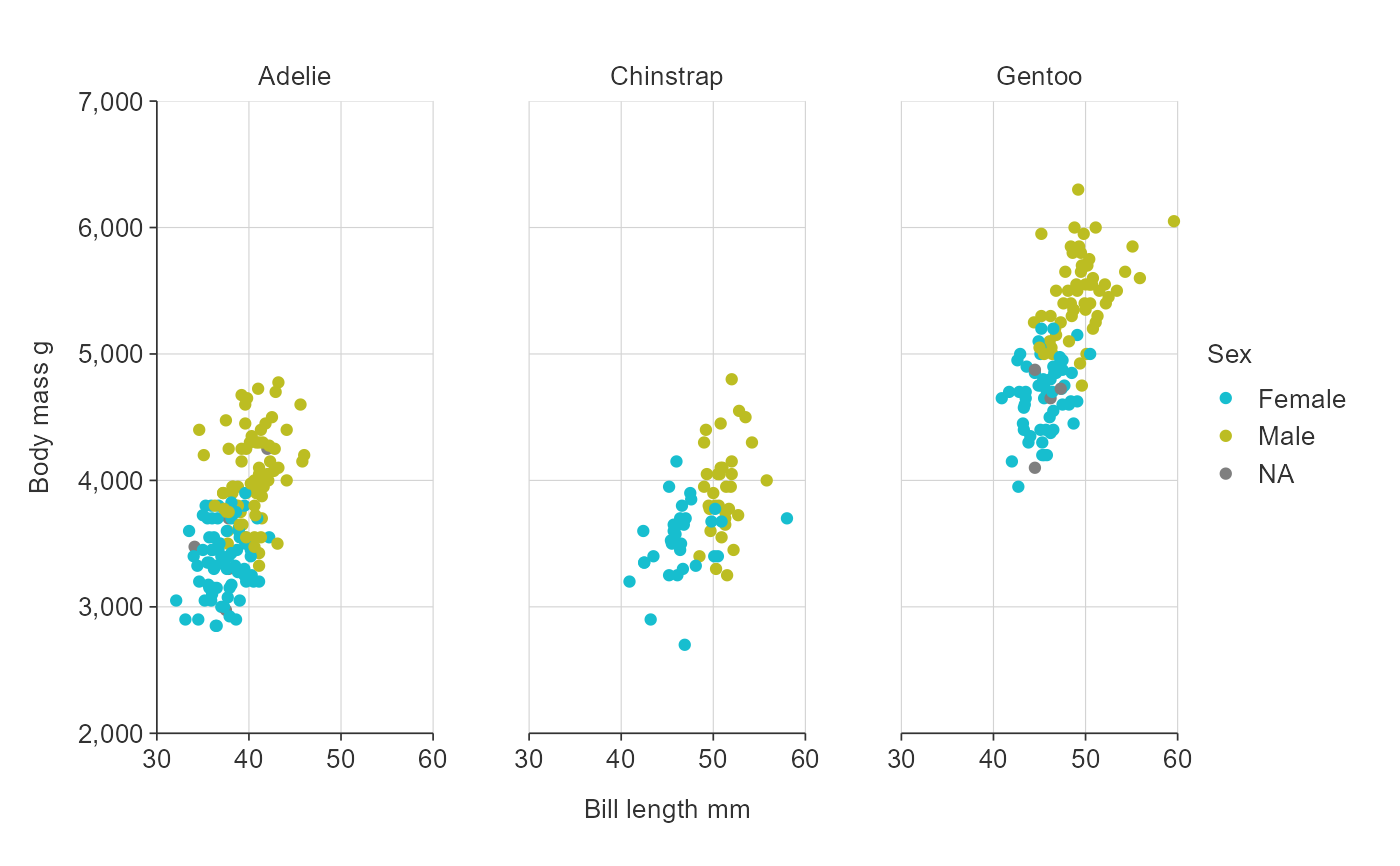 Adelie Chinstrap Gentoo
7,000
6,000
5,000
4,000
3,000
2,000
Body mass g
30 40 50 60 30 40 50 60 30 40 50 60
Bill length mm
Sex
Female
Male
NA